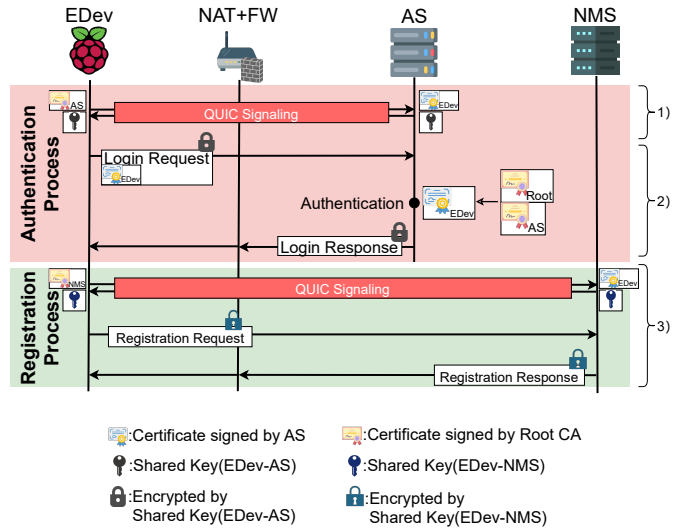 EDev
NAT+FW
AS
NMS
Authentication
Process
AS
QUIC Signaling
EDev
1)
Login Request
EDev
2)
Authentication
EDev
Root
AS
Login Response
Registration
Process
NMS
QUIC Signaling
EDev
3)
Registration Request
Registration Response
:Certificate signed by AS
:Certificate signed by Root CA
:Shared Key(EDev-AS)
:Shared Key(EDev-NMS)
:Encrypted by
Shared Key(EDev-AS)
:Encrypted by
Shared Key(EDev-NMS)